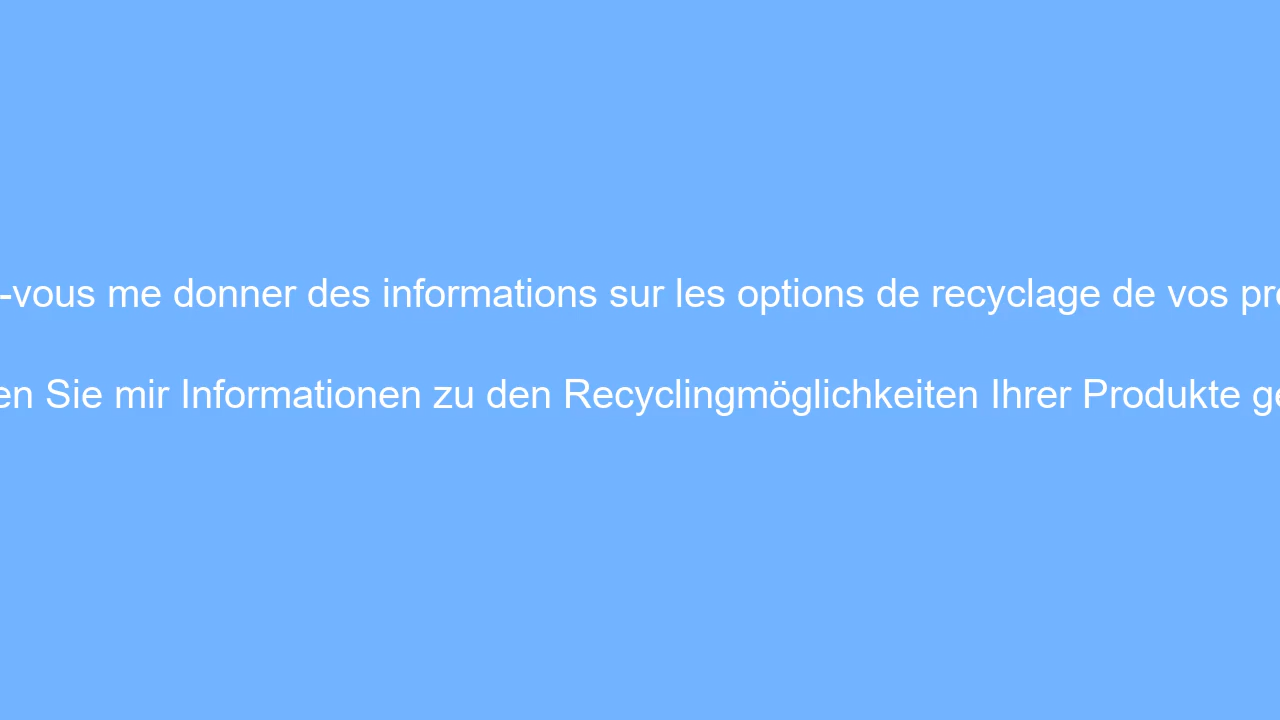 -vous me donner des informations sur les options de recyclage de vos
Sie mir Informationen zu den Recyclingmöglichkeiten Ihrer Produkte